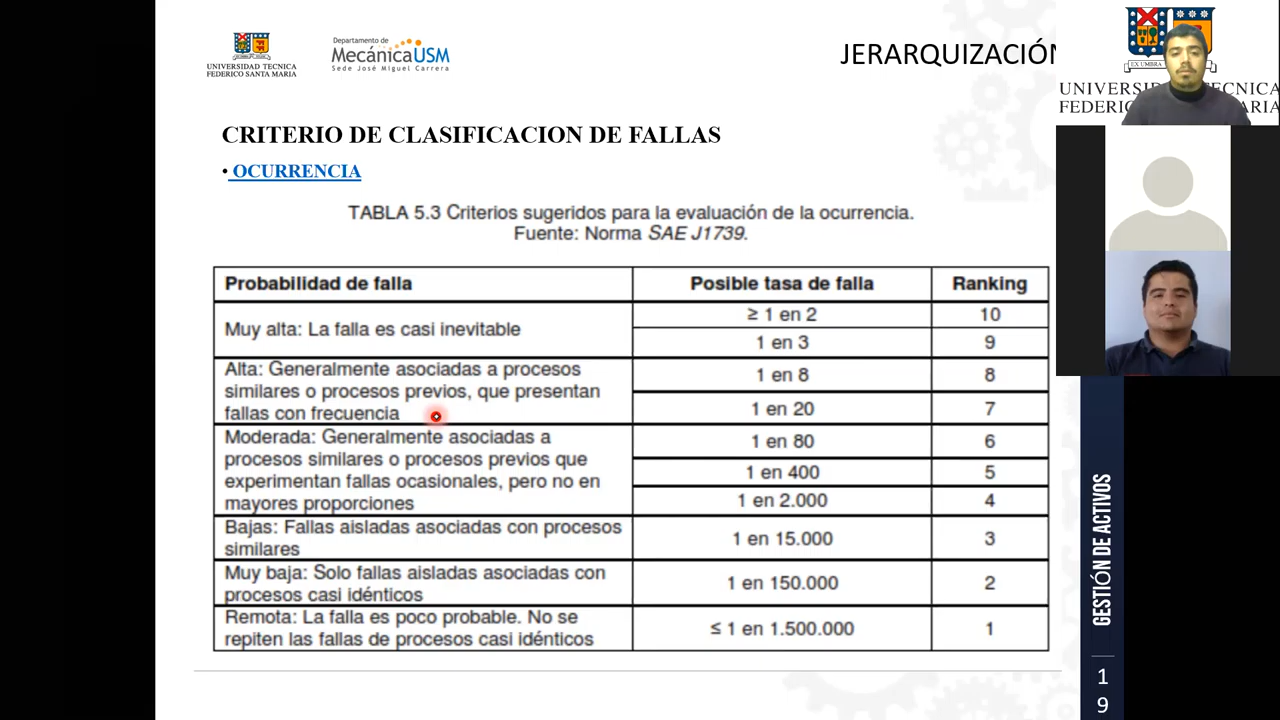 UNIVERSIDAD TECNICA
FEDERICO SANTA MARIA
Departamento de
MecánicaUSM
Sede José Miguel Carrera
JERARQUIZACIÓN
EX UMBRA
CRITERIO DE CLASIFICACION DE FALLAS
• OCURRENCIA
TABLA 5.3 Criterios sugeridos para la evaluación de la ocurrencia.
Fuente: Norma SAE J1739.
Probabilidad de falla Posible tasa de falla Ranking
Muy alta: La falla es casi inevitable
≥ 1 en 2 10
1 en 3 9
Alta: Generalmente asociadas a procesos
similares o procesos previos, que presentan
fallas con frecuencia
1 en 8 8
1 en 20 7
Moderada: Generalmente asociadas a
procesos similares o procesos previos que
experimentan fallas ocasionales, pero no en
mayores proporciones
1 en 80 6
1 en 400 5
1 en 2.000 4
Bajas: Fallas aisladas asociadas con procesos
similares
1 en 15.000 3
Muy baja: Solo fallas aisladas asociadas con
procesos casi idénticos
1 en 150.000 2
Remota: La falla es poco probable. No se
repiten las fallas de procesos casi idénticos
≤ 1 en 1.500.000 1
GESTIÓN DE ACTIVOS
1
9